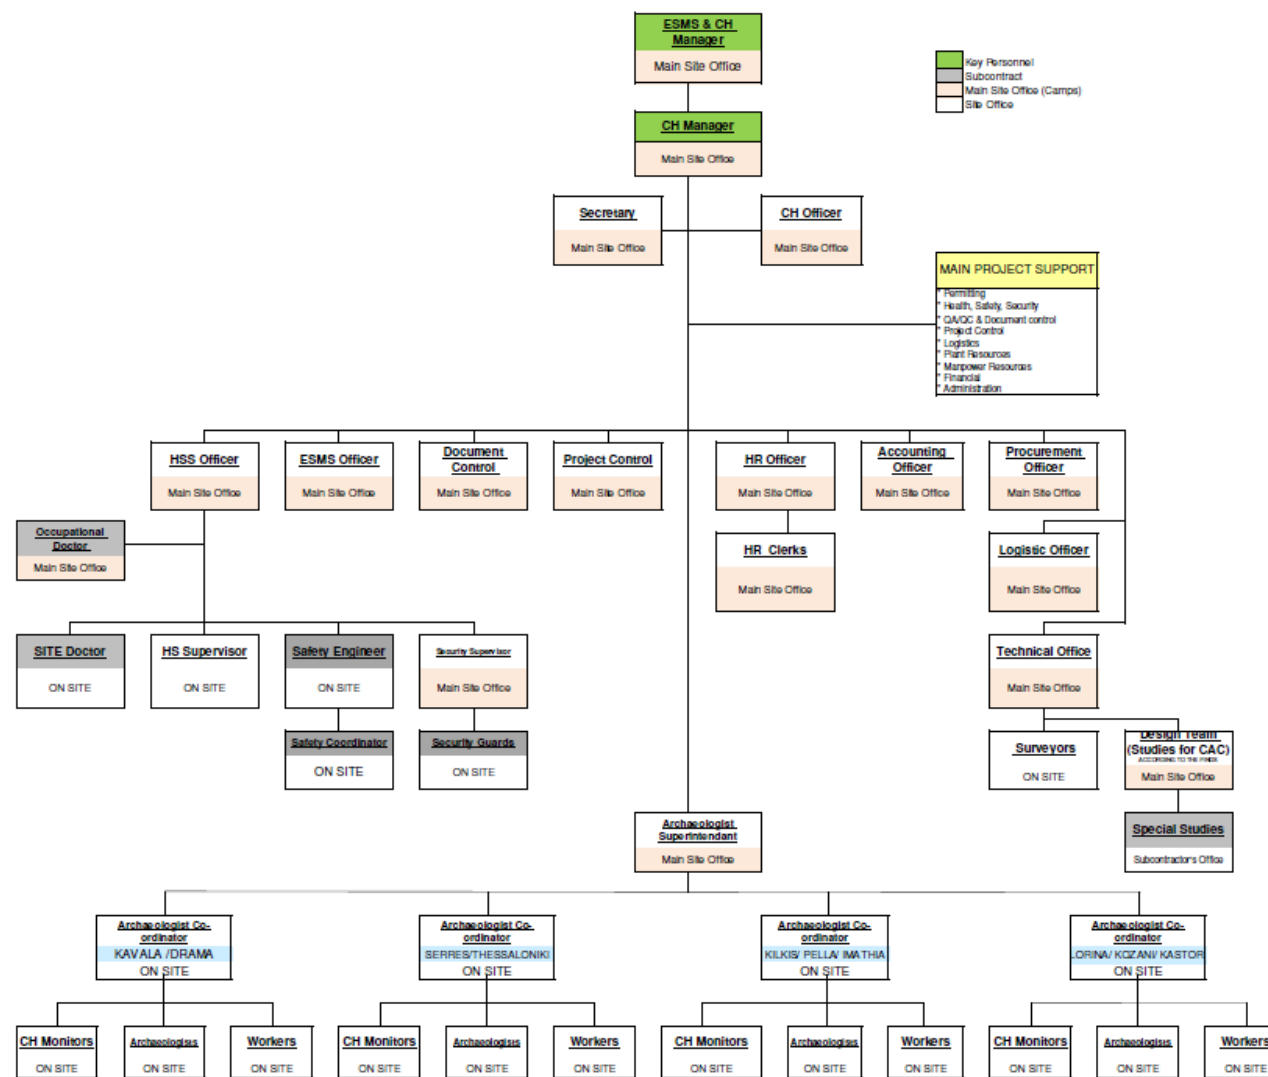 ESMS & CH
Manager
Main Site Office
Key Personnel
Subcontract
Main Site Office (Camps)
Site Office
CH Manager
Main Site Office
Secretary
Main Site Office
CH Officer
Main Site Office
MAIN PROJECT SUPPORT
* Permitting
* Health, Safety, Security
* QA/QC & Document control
* Project Control
* Logistics
* Plant Resources
* Manpower Resources
* Financial
* Administration
HSS Officer
Main Site Office
ESMS Officer
Main Site Office
Document
Control
Main Site Office
Project Control
Main Site Office
HR Officer
Main Site Office
Accounting
Officer
Main Site Office
Procurement
Officer
Main Site Office
Occupational
Doctor
Main Site Office
HR Clerks
Main Site Office
Logistic Officer
Main Site Office
SITE Doctor
ON SITE
HS Supervisor
ON SITE
Safety Engineer
ON SITE
Security Supervisor
Main Site Office
Technical Office
Main Site Office
Safety Coordinator
ON SITE
Security Guards
ON SITE
Surveyors
ON SITE
Design Team
(Studies for CAC)
ACCORDING TO THE FINDS
Main Site Office
Archaeologist
Superintendant
Main Site Office
Special Studies
Subcontractor's Office
Archaeologist Co-
ordinator
KAVALA /DRAMA
ON SITE
Archaeologist Co-
ordinator
SERRES/THESSALONIKI
ON SITE
Archaeologist Co-
ordinator
KILKIS/ PELLA/ IMATHIA
ON SITE
Archaeologist Co-
ordinator
LORINA/ KOZANI/ KASTOR
ON SITE
CH Monitors
ON SITE
Archaeologists
ON SITE
Workers
ON SITE
CH Monitors
ON SITE
Archaeologists
ON SITE
Workers
ON SITE
CH Monitors
ON SITE
Archaeologists
ON SITE
Workers
ON SITE
CH Monitors
ON SITE
Archaeologists
ON SITE
Workers
ON SITE